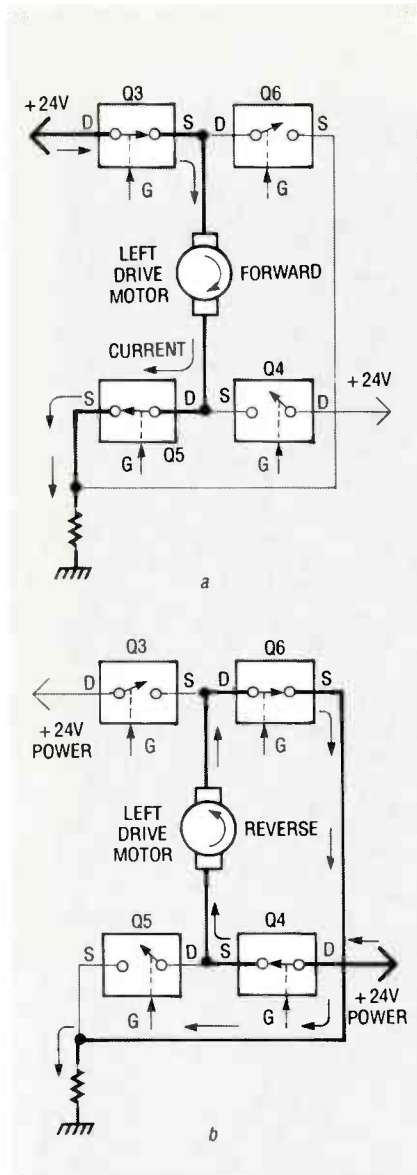 Q3 Q6
+24V D S D S
G G
LEFT
DRIVE
MOTOR
FORWARD
CURRENT
Q4
+24V
S D S D
Q5
G G
a
Q3 Q6
D S D S
+24V
POWER
G G
LEFT
DRIVE
MOTOR
REVERSE
Q5 Q4
S D S D
+24V
POWER
G G
b